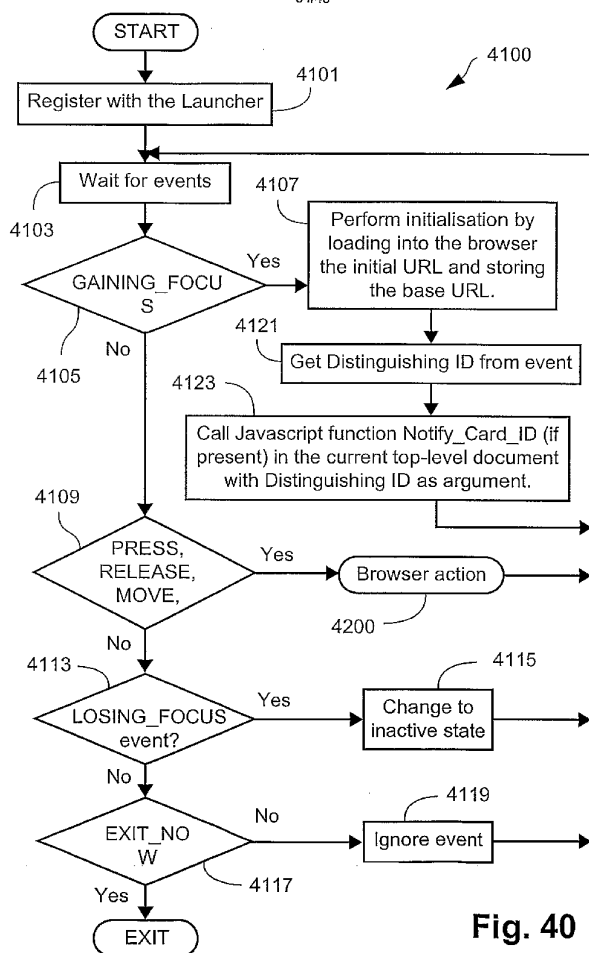 START
4100
4101
Register with the Launcher
Wait for events
4103
4107
Perform initialisation by
loading into the browser
the initial URL and storing
the base URL.
Yes
GAINING_FOCU
S
4105
No
4121
Get Distinguishing ID from event
4123
Call Javascript function Notify_Card_ID (if
present) in the current top-level document
with Distinguishing ID as argument.
4109
PRESS,
RELEASE,
MOVE,
Yes
Browser action
4200
No
4113
LOSING_FOCUS
event?
Yes
4115
Change to
inactive state
No
EXIT_NO
W
No
4119
Ignore event
4117
Yes
EXIT
Fig. 40